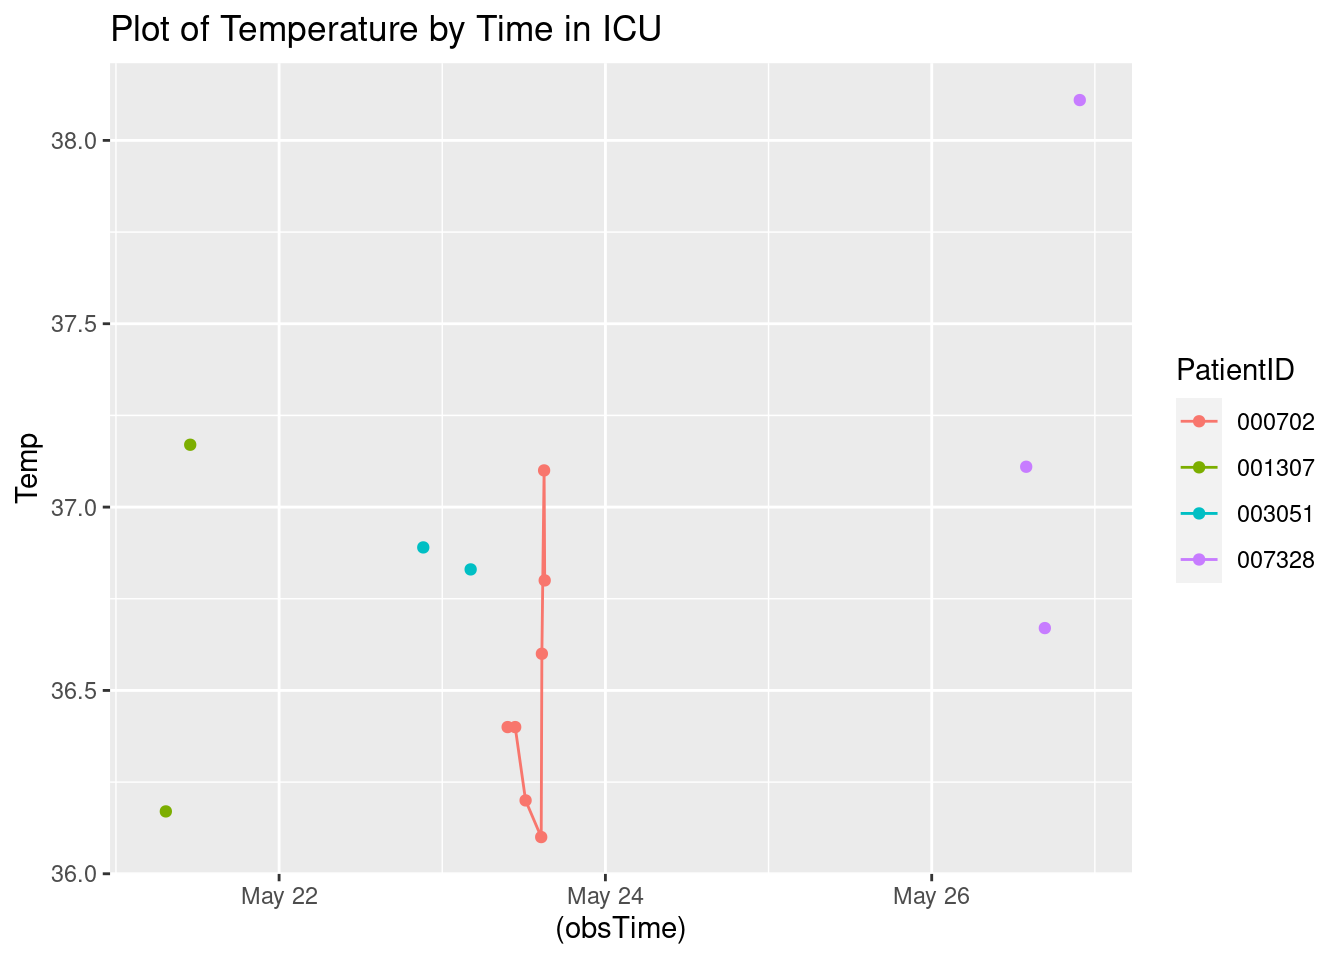 Plot of Temperature by Time in ICU
38.0
37.5
37.0
36.5
36.0
Temp
May 22
May 24
May 26
(obsTime)
PatientID
000702
001307
003051
007328